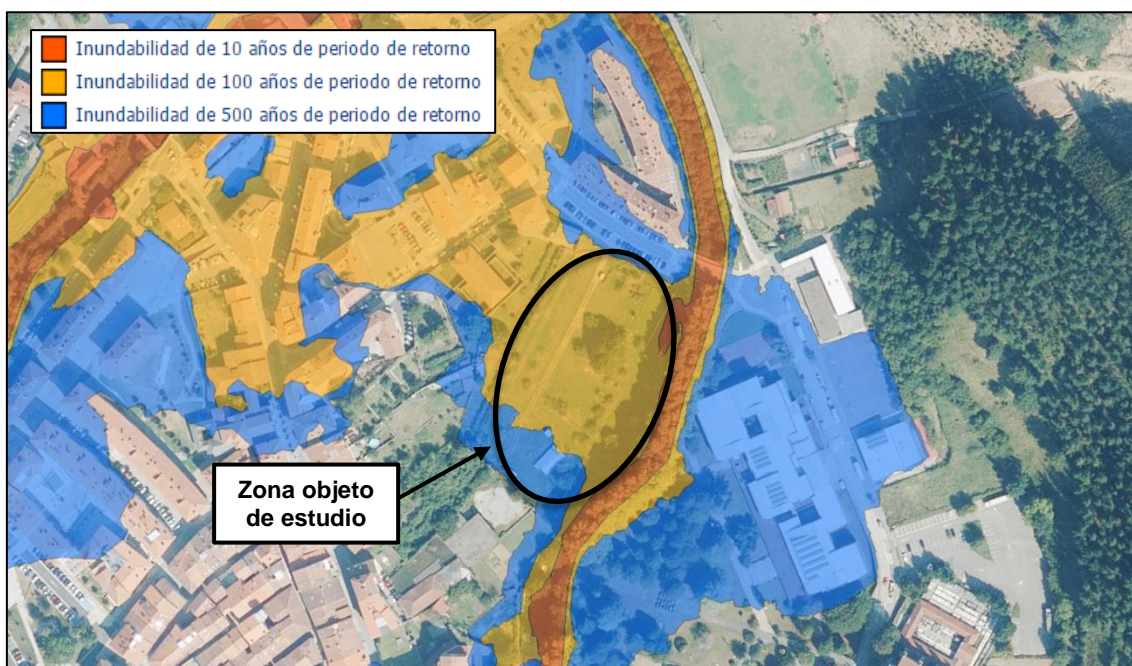 Inundabilidad de 10 años de periodo de retorno
Inundabilidad de 100 años de periodo de retorno
Inundabilidad de 500 años de periodo de retorno
Zona objeto
de estudio